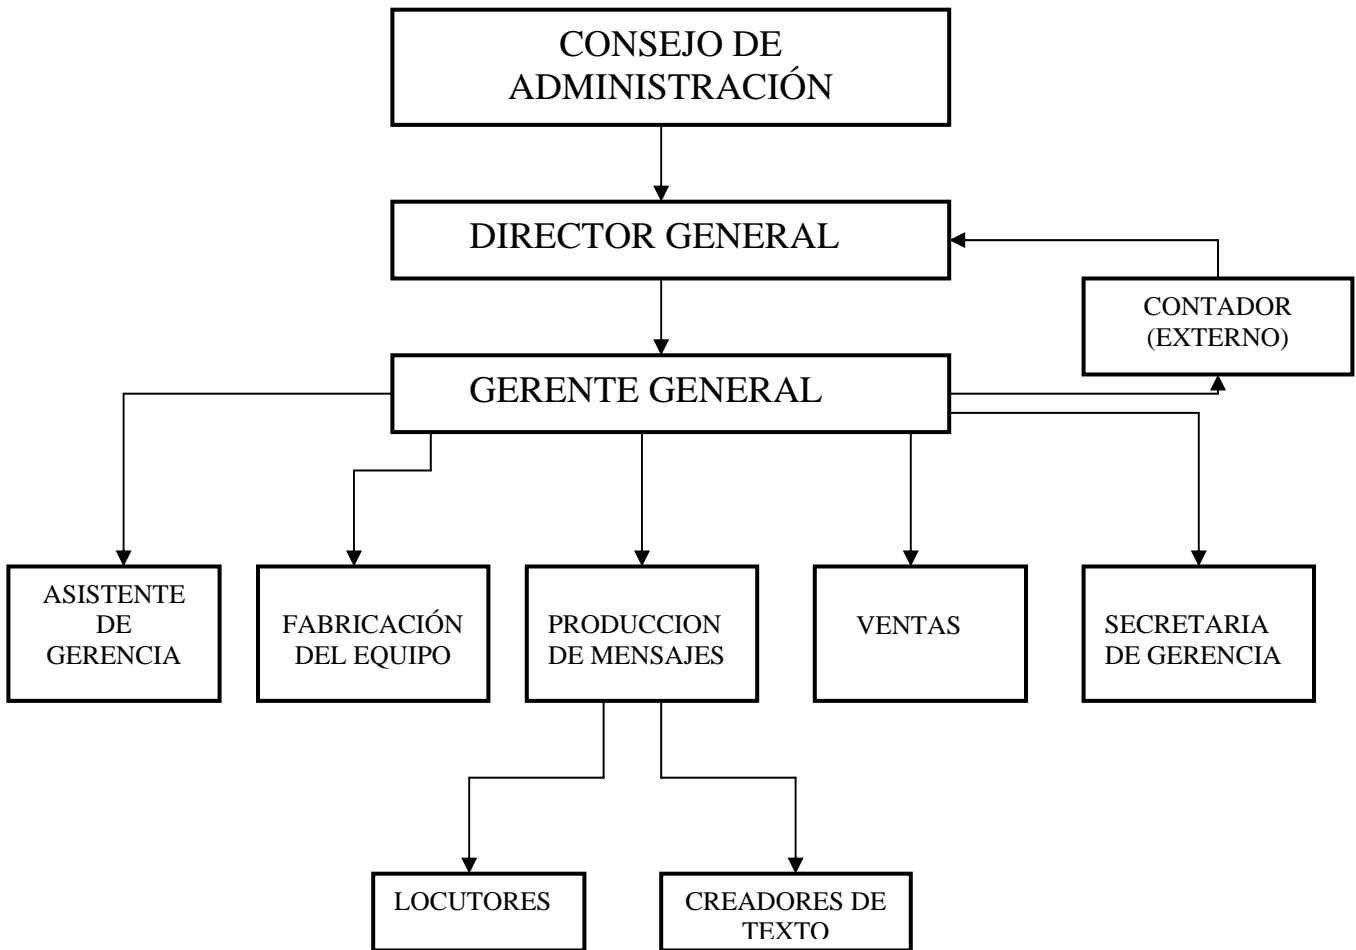 CONSEJO DE
ADMINISTRACIÓN
DIRECTOR GENERAL
CONTADOR
(EXTERNO)
GERENTE GENERAL
ASISTENTE
DE
GERENCIA
FABRICACIÓN
DEL EQUIPO
PRODUCCION
DE MENSAJES
VENTAS
SECRETARIA
DE GERENCIA
LOCUTORES
CREADORES DE
TEXTO